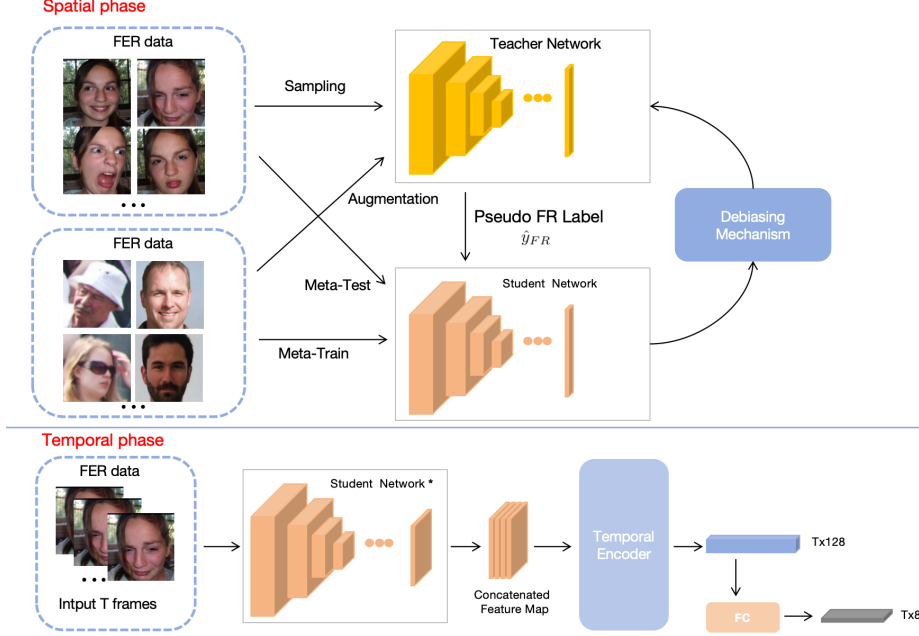 Spatial phase
FER data
Sampling
Teacher Network
Augmentation
Pseudo FR Label
ŷ_FR
Debiasing
Mechanism
FER data
Meta-Test
Student Network
Meta-Train
Temporal phase
FER data
Intput T frames
Student Network *
Concatenated
Feature Map
Temporal
Encoder
Tx128
FC
Tx8